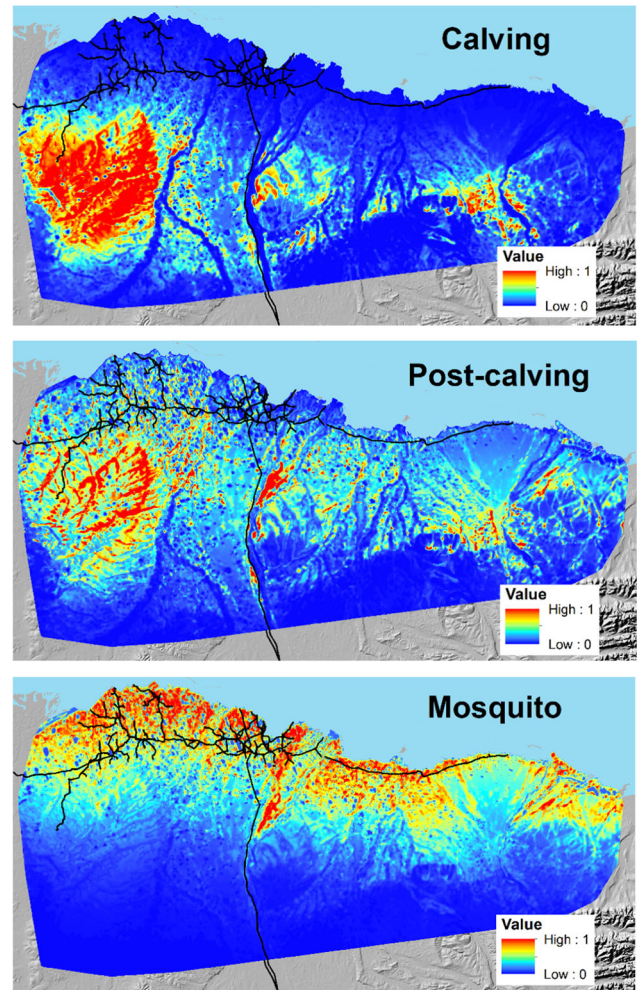 Calving
Value
High : 1
Low : 0
Post-calving
Value
High : 1
Low : 0
Mosquito
Value
High : 1
Low : 0